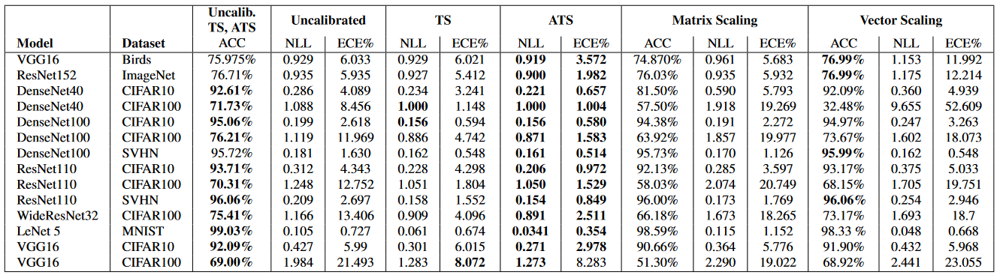 Uncalib. TS, ATS Uncalibrated TS ATS Matrix Scaling Vector Scaling
Model Dataset ACC NLL ECE% NLL ECE% NLL ECE% ACC NLL ECE% ACC NLL ECE%
VGG16 Birds 75.975% 0.929 6.033 0.929 6.021 0.919 3.572 74.870% 0.961 5.683 76.99% 1.153 11.992
ResNet152 ImageNet 76.71% 0.935 5.935 0.927 5.412 0.900 1.982 76.03% 0.935 5.932 76.99% 1.175 12.214
DenseNet40 CIFAR10 92.61% 0.286 4.089 0.234 3.241 0.221 0.657 81.50% 0.590 5.793 92.09% 0.360 4.939
DenseNet40 CIFAR100 71.73% 1.088 8.456 1.000 1.148 1.000 1.004 57.50% 1.918 19.269 32.48% 9.655 52.609
DenseNet100 CIFAR10 95.06% 0.199 2.618 0.156 0.594 0.156 0.580 94.38% 0.191 2.272 94.97% 0.247 3.263
DenseNet100 CIFAR100 76.21% 1.119 11.969 0.886 4.742 0.871 1.583 63.92% 1.857 19.977 73.67% 1.602 18.073
DenseNet100 SVHN 95.72% 0.181 1.630 0.162 0.548 0.161 0.514 95.73% 0.170 1.126 95.99% 0.162 0.548
ResNet110 CIFAR10 93.71% 0.312 4.343 0.228 4.298 0.206 0.972 92.13% 0.285 3.597 93.17% 0.375 5.033
ResNet110 CIFAR100 70.31% 1.248 12.752 1.051 1.804 1.050 1.529 58.03% 2.074 20.749 68.15% 1.705 19.751
ResNet110 SVHN 96.06% 0.209 2.697 0.158 1.552 0.154 0.849 96.00% 0.173 1.769 96.06% 0.254 2.946
WideResNet32 CIFAR100 75.41% 1.166 13.406 0.909 4.096 0.891 2.511 66.18% 1.673 18.265 73.17% 1.693 18.7
LeNet 5 MNIST 99.03% 0.105 0.727 0.061 0.674 0.0341 0.354 98.59% 0.115 1.152 98.33 % 0.048 0.668
VGG16 CIFAR10 92.09% 0.427 5.99 0.301 6.015 0.271 2.978 90.66% 0.364 5.776 91.90% 0.432 5.968
VGG16 CIFAR100 69.00% 1.984 21.493 1.283 8.072 1.273 8.283 51.30% 2.290 19.022 68.92% 2.441 23.055